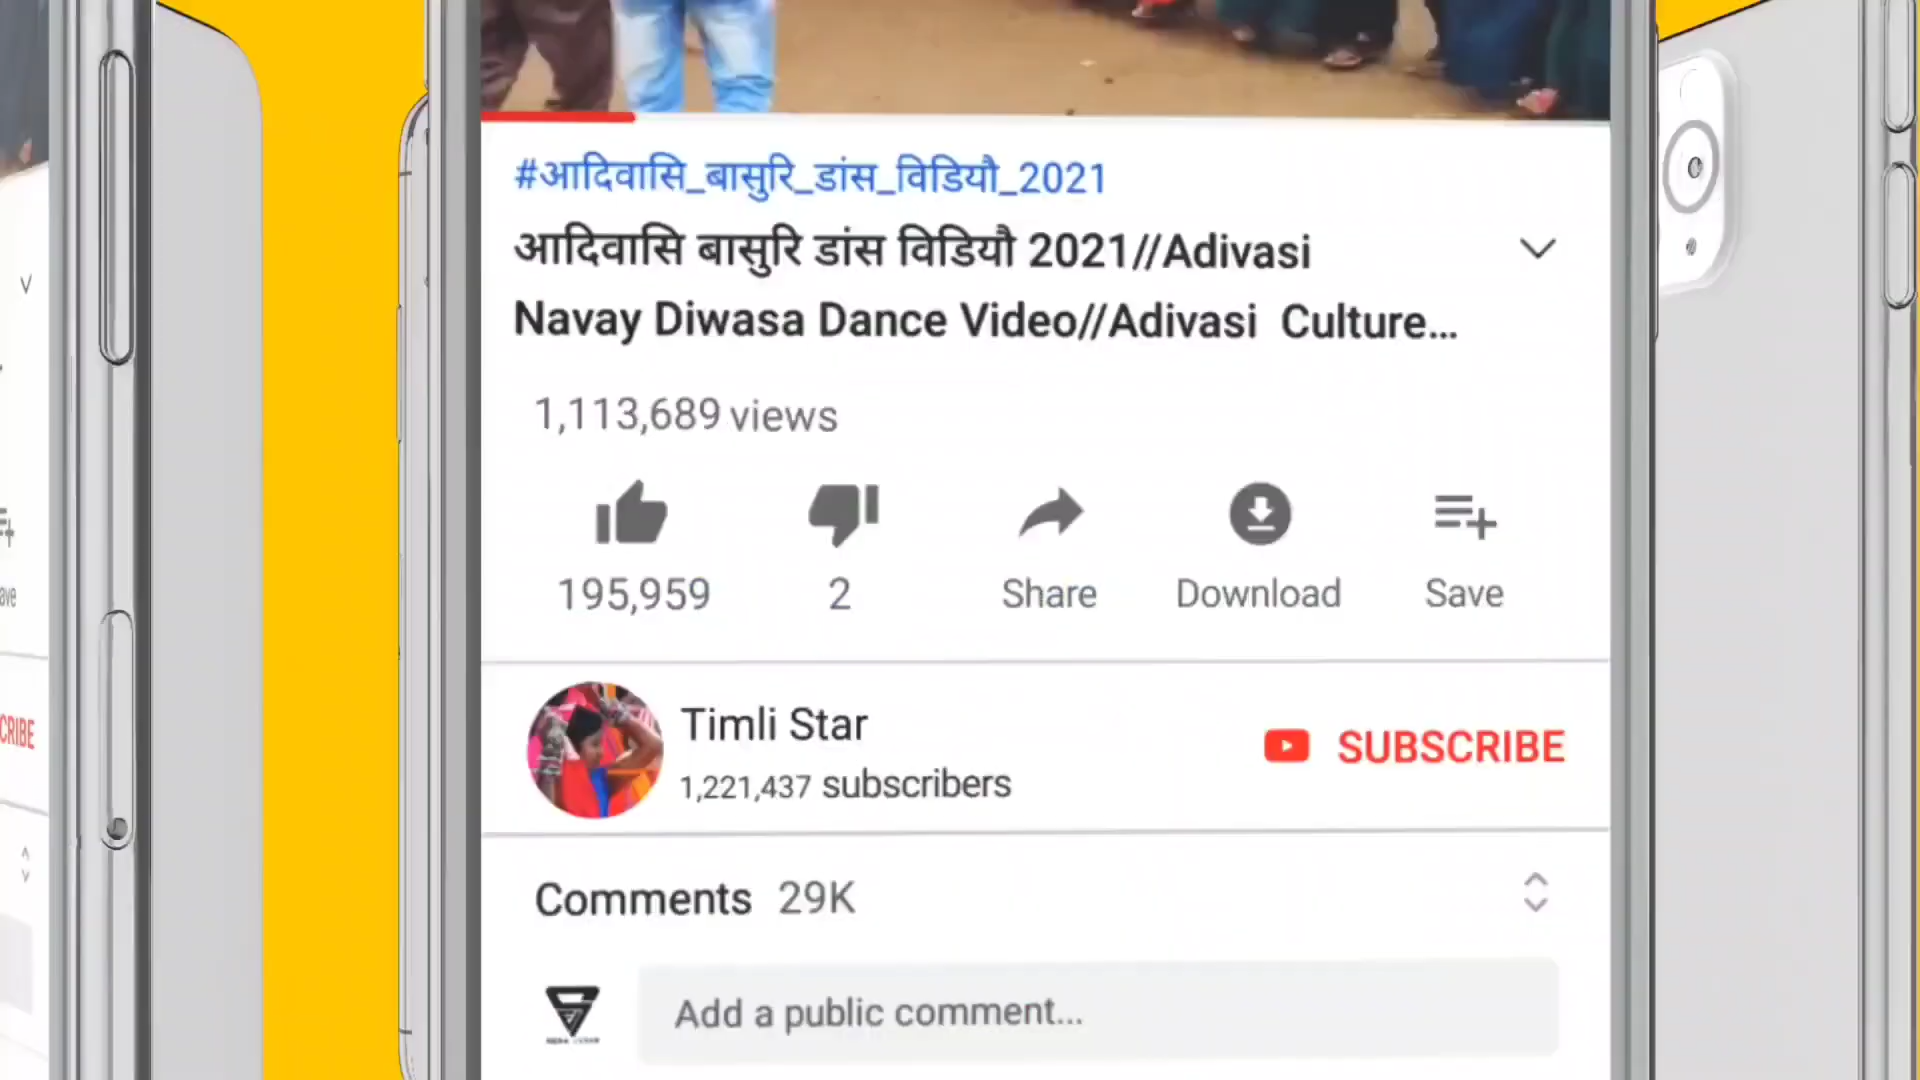 #आदिवासि_बासुरि_डांस_विडियौ_2021
आदिवासि बासुरि डांस विडियौ 2021//Adivasi
Navay Diwasa Dance Video//Adivasi Culture...
1,113,689 views
195,959 2 Share Download Save
Timli Star
1,221,437 subscribers
SUBSCRIBE
Comments 29K
Add a public comment...